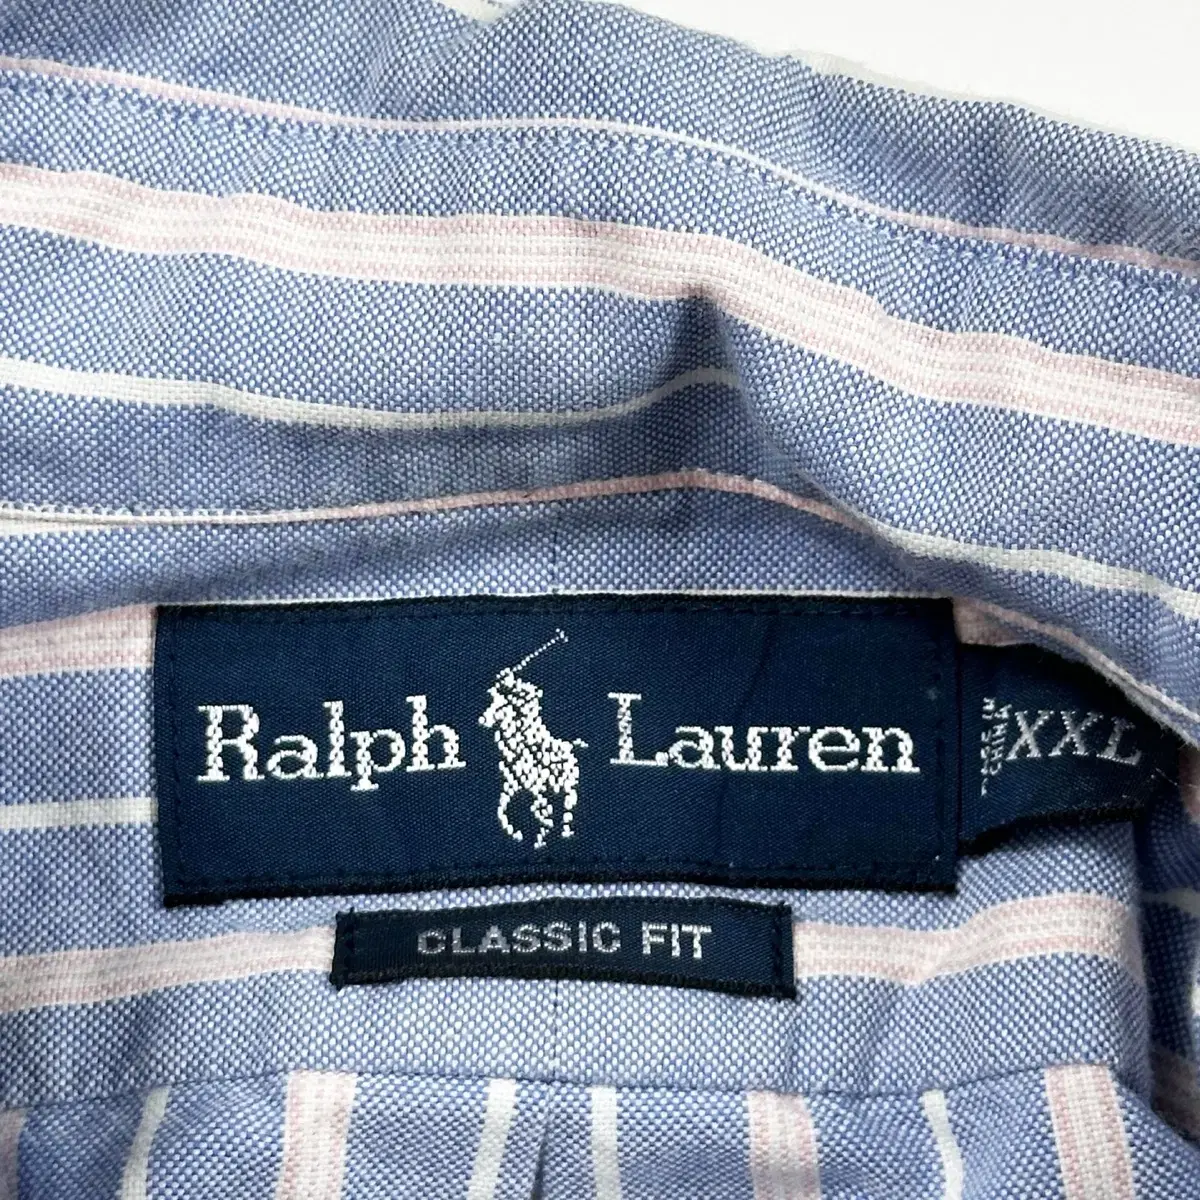 Ralph Lauren
XXL
CLASSIC FIT